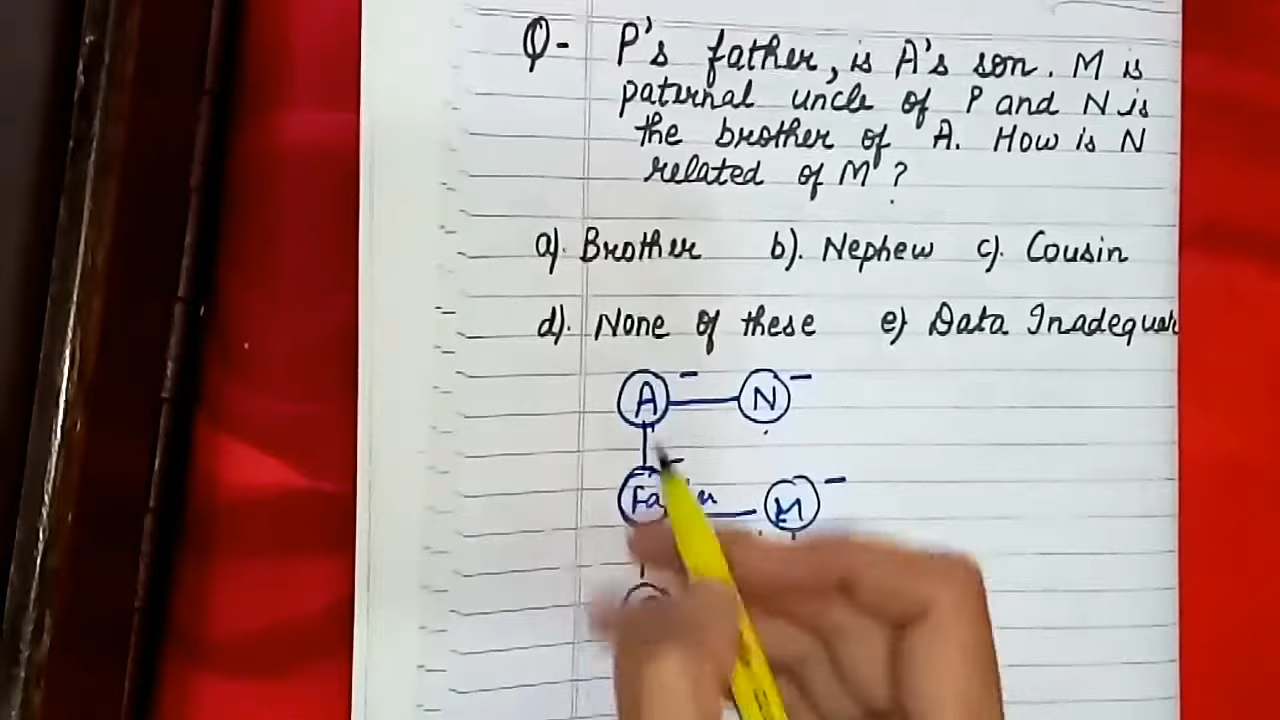 Q- P's father, is A's son. M is
paternal uncle of P and N is
the brother of A. How is N
related of M ?
a). Brother b). Nephew c). Cousin
d). None of these e) Data
A - N -
-
M -